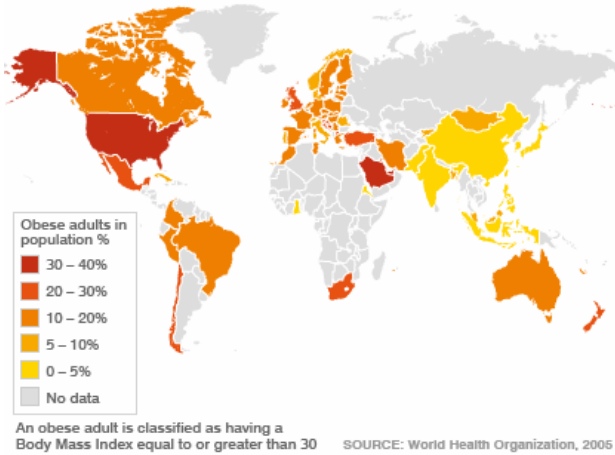 Obese adults in
population %
30 – 40%
20 – 30%
10 – 20%
5 – 10%
0 – 5%
No data
An obese adult is classified as having a
Body Mass Index equal to or greater than 30
SOURCE: World Health Organization, 2005